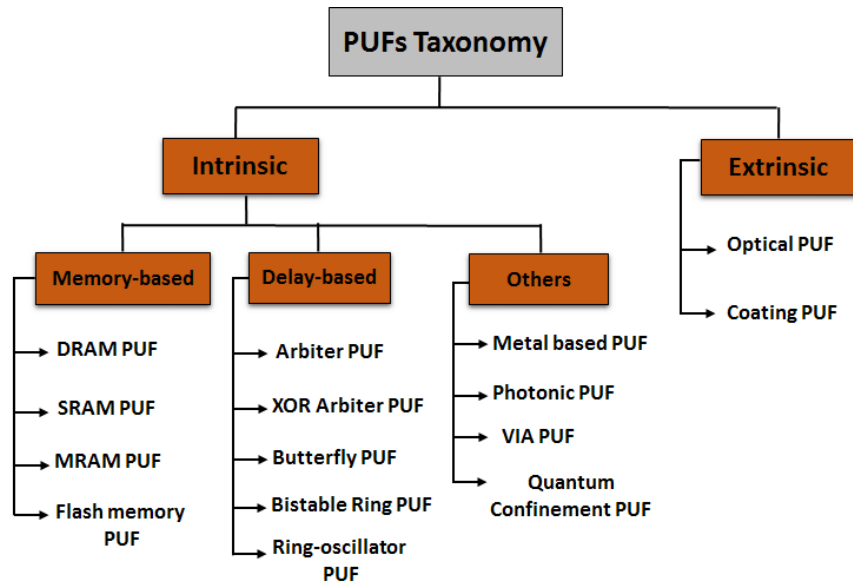 PUFs Taxonomy
Intrinsic
Extrinsic
Memory-based
Delay-based
Others
DRAM PUF
SRAM PUF
MRAM PUF
Flash memory
PUF
Arbiter PUF
XOR Arbiter PUF
Butterfly PUF
Bistable Ring PUF
Ring-oscillator
PUF
Metal based PUF
Photonic PUF
VIA PUF
Quantum
Confinement PUF
Optical PUF
Coating PUF